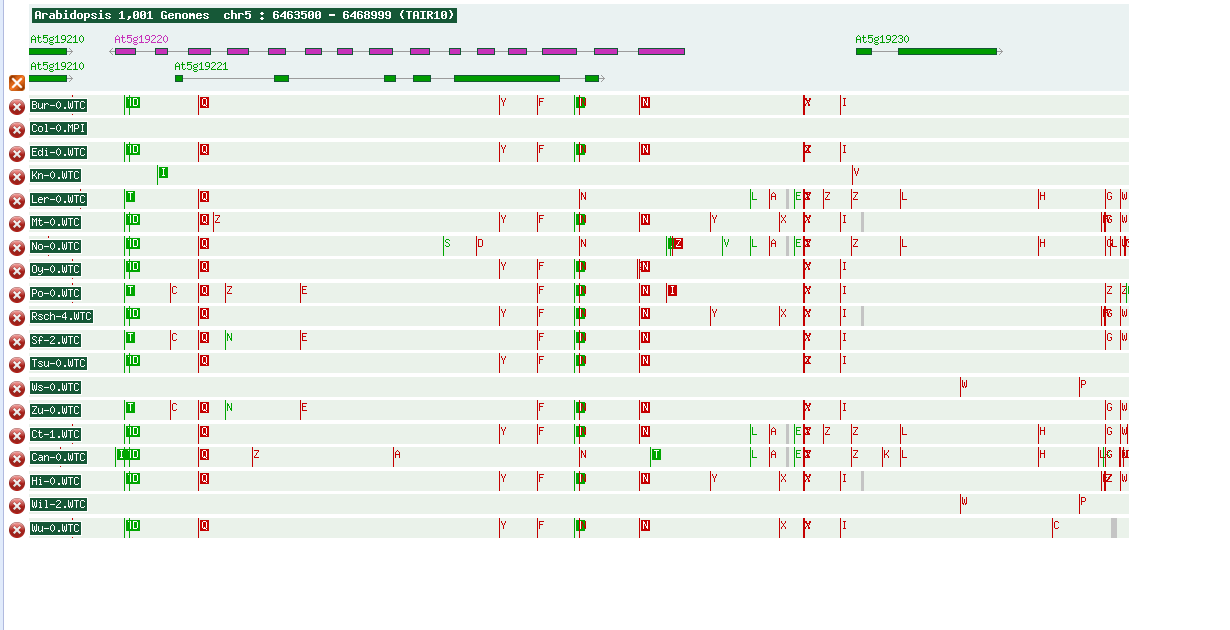 Arabidopsis 1,001 Genomes chr5 : 6463500 - 6468999 (TAIR10)
At5g19210 At5g19220 At5g19230
At5g19210 At5g19221
Bur-0.WTC Q Y F N I
Col-0.MPI
Edi-0.WTC Q Y F N I
Kn-0.WTC I V
Ler-0.WTC T Q N L A E Z Z L H G W
Mt-0.WTC Q Z Y F N Y X I W
No-0.WTC Q S D N Z V L A E Z L H
Oy-0.WTC Q Y F N I
Po-0.WTC T C Q Z E F N I I Z Z
Rsch-4.WTC Q Y F N Y X I W
Sf-2.WTC T C Q N E F N I G W
Tsu-0.WTC Q Y F N I
Ws-0.WTC W P
Zu-0.WTC T C Q N E F N I G W
Ct-1.WTC Q Y F N L A E Z Z L H G W
Can-0.WTC Q Z A N T L A E Z K L H
Hi-0.WTC Q Y F N Y X I Z W
Wil-2.WTC W P
Wu-0.WTC Q Y F N X I C